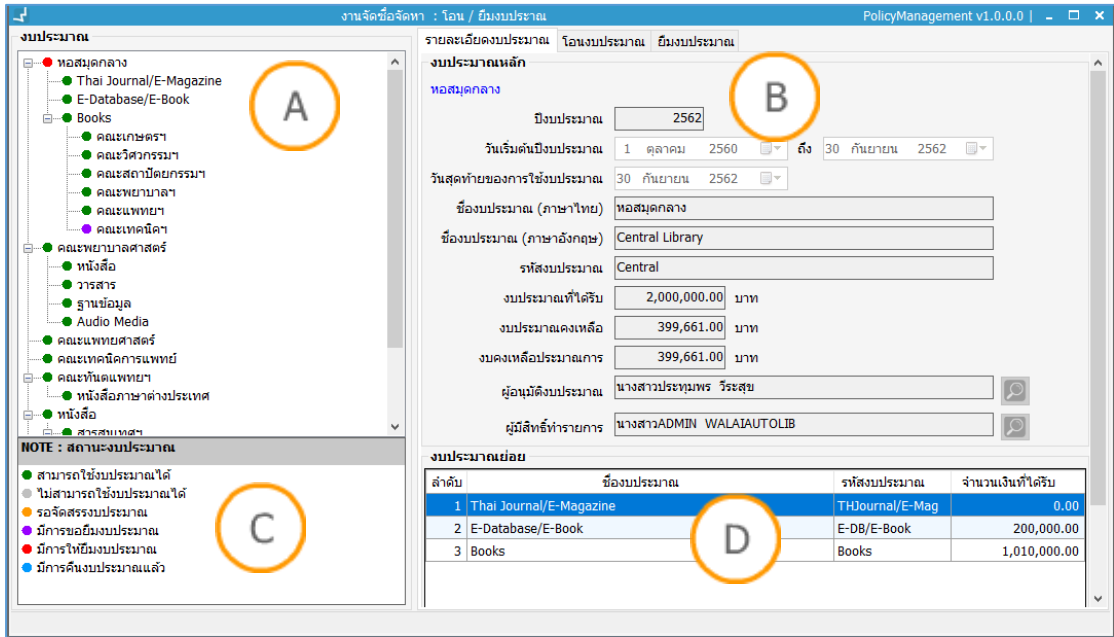 งานจัดซื้อจัดหา : โอน / ยืมงบประมาณ
PolicyManagement v1.0.0.0 |
งบประมาณ
หอสมุดกลาง
Thai Journal/E-Magazine
E-Database/E-Book
Books
คณะเกษตรฯ
คณะวิศวกรรมฯ
คณะสถาปัตยกรรมฯ
คณะพยาบาลฯ
คณะแพทยฯ
คณะเทคนิคฯ
คณะพยาบาลศาสตร์
หนังสือ
วารสาร
ฐานข้อมูล
Audio Media
คณะแพทยศาสตร์
คณะเทคนิคการแพทย์
คณะทันตแพทยฯ
หนังสือภาษาต่างประเทศ
หนังสือ
สารสนเทศฯ
A
NOTE : สถานะงบประมาณ
สามารถใช้งบประมาณได้
ไม่สามารถใช้งบประมาณได้
รอจัดสรรงบประมาณ
มีการขอยืมงบประมาณ
มีการให้ยืมงบประมาณ
มีการคืนงบประมาณแล้ว
C
รายละเอียดงบประมาณ โอนงบประมาณ ยืมงบประมาณ
งบประมาณหลัก
หอสมุดกลาง
B
ปีงบประมาณ 2562
วันเริ่มต้นปีงบประมาณ 1 ตุลาคม 2560 ถึง 30 กันยายน 2562
วันสุดท้ายของการใช้งบประมาณ 30 กันยายน 2562
ชื่องบประมาณ (ภาษาไทย) หอสมุดกลาง
ชื่องบประมาณ (ภาษาอังกฤษ) Central Library
รหัสงบประมาณ Central
งบประมาณที่ได้รับ 2,000,000.00 บาท
งบประมาณคงเหลือ 399,661.00 บาท
งบคงเหลือประมาณการ 399,661.00 บาท
ผู้อนุมัติงบประมาณ นางสาวประทุมพร วีระสุข
ผู้มีสิทธิ์ทำรายการ นางสาวADMIN WALAIAUTOLIB
งบประมาณย่อย
ลำดับ ชื่องบประมาณ รหัสงบประมาณ จำนวนเงินที่ได้รับ
1 Thai Journal/E-Magazine THJournal/E-Mag 0.00
2 E-Database/E-Book E-DB/E-Book 200,000.00
3 Books Books 1,010,000.00
D